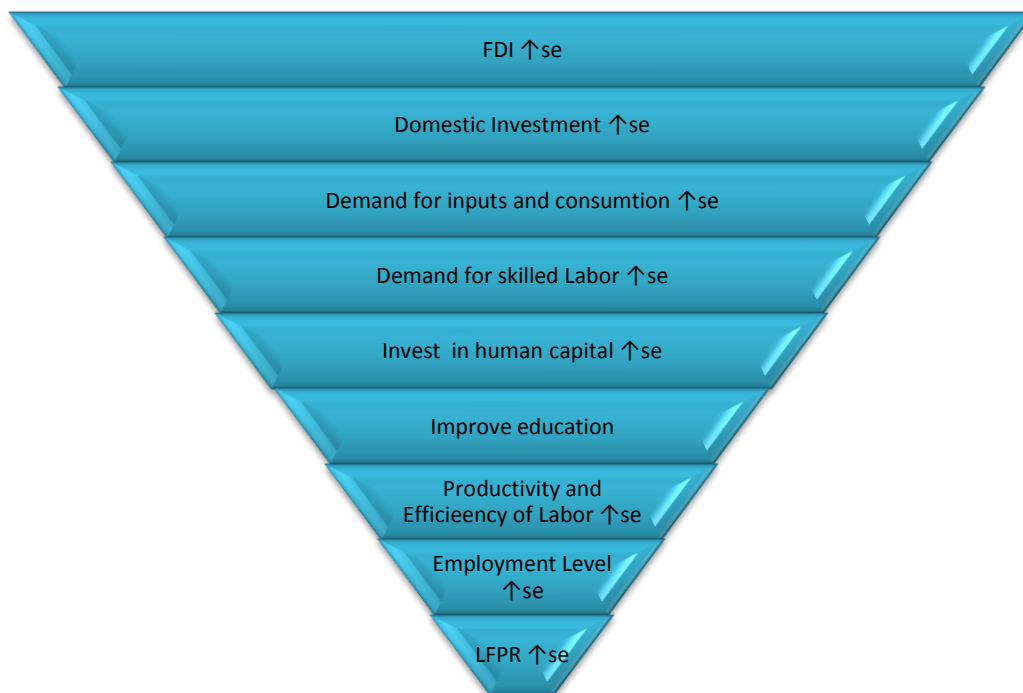 FDI ↑se
Domestic Investment ↑se
Demand for inputs and consumtion ↑se
Demand for skilled Labor ↑se
Invest in human capital ↑se
Improve education
Productivity and
Efficieency of Labor ↑se
Employment Level
↑se
LFPR ↑se